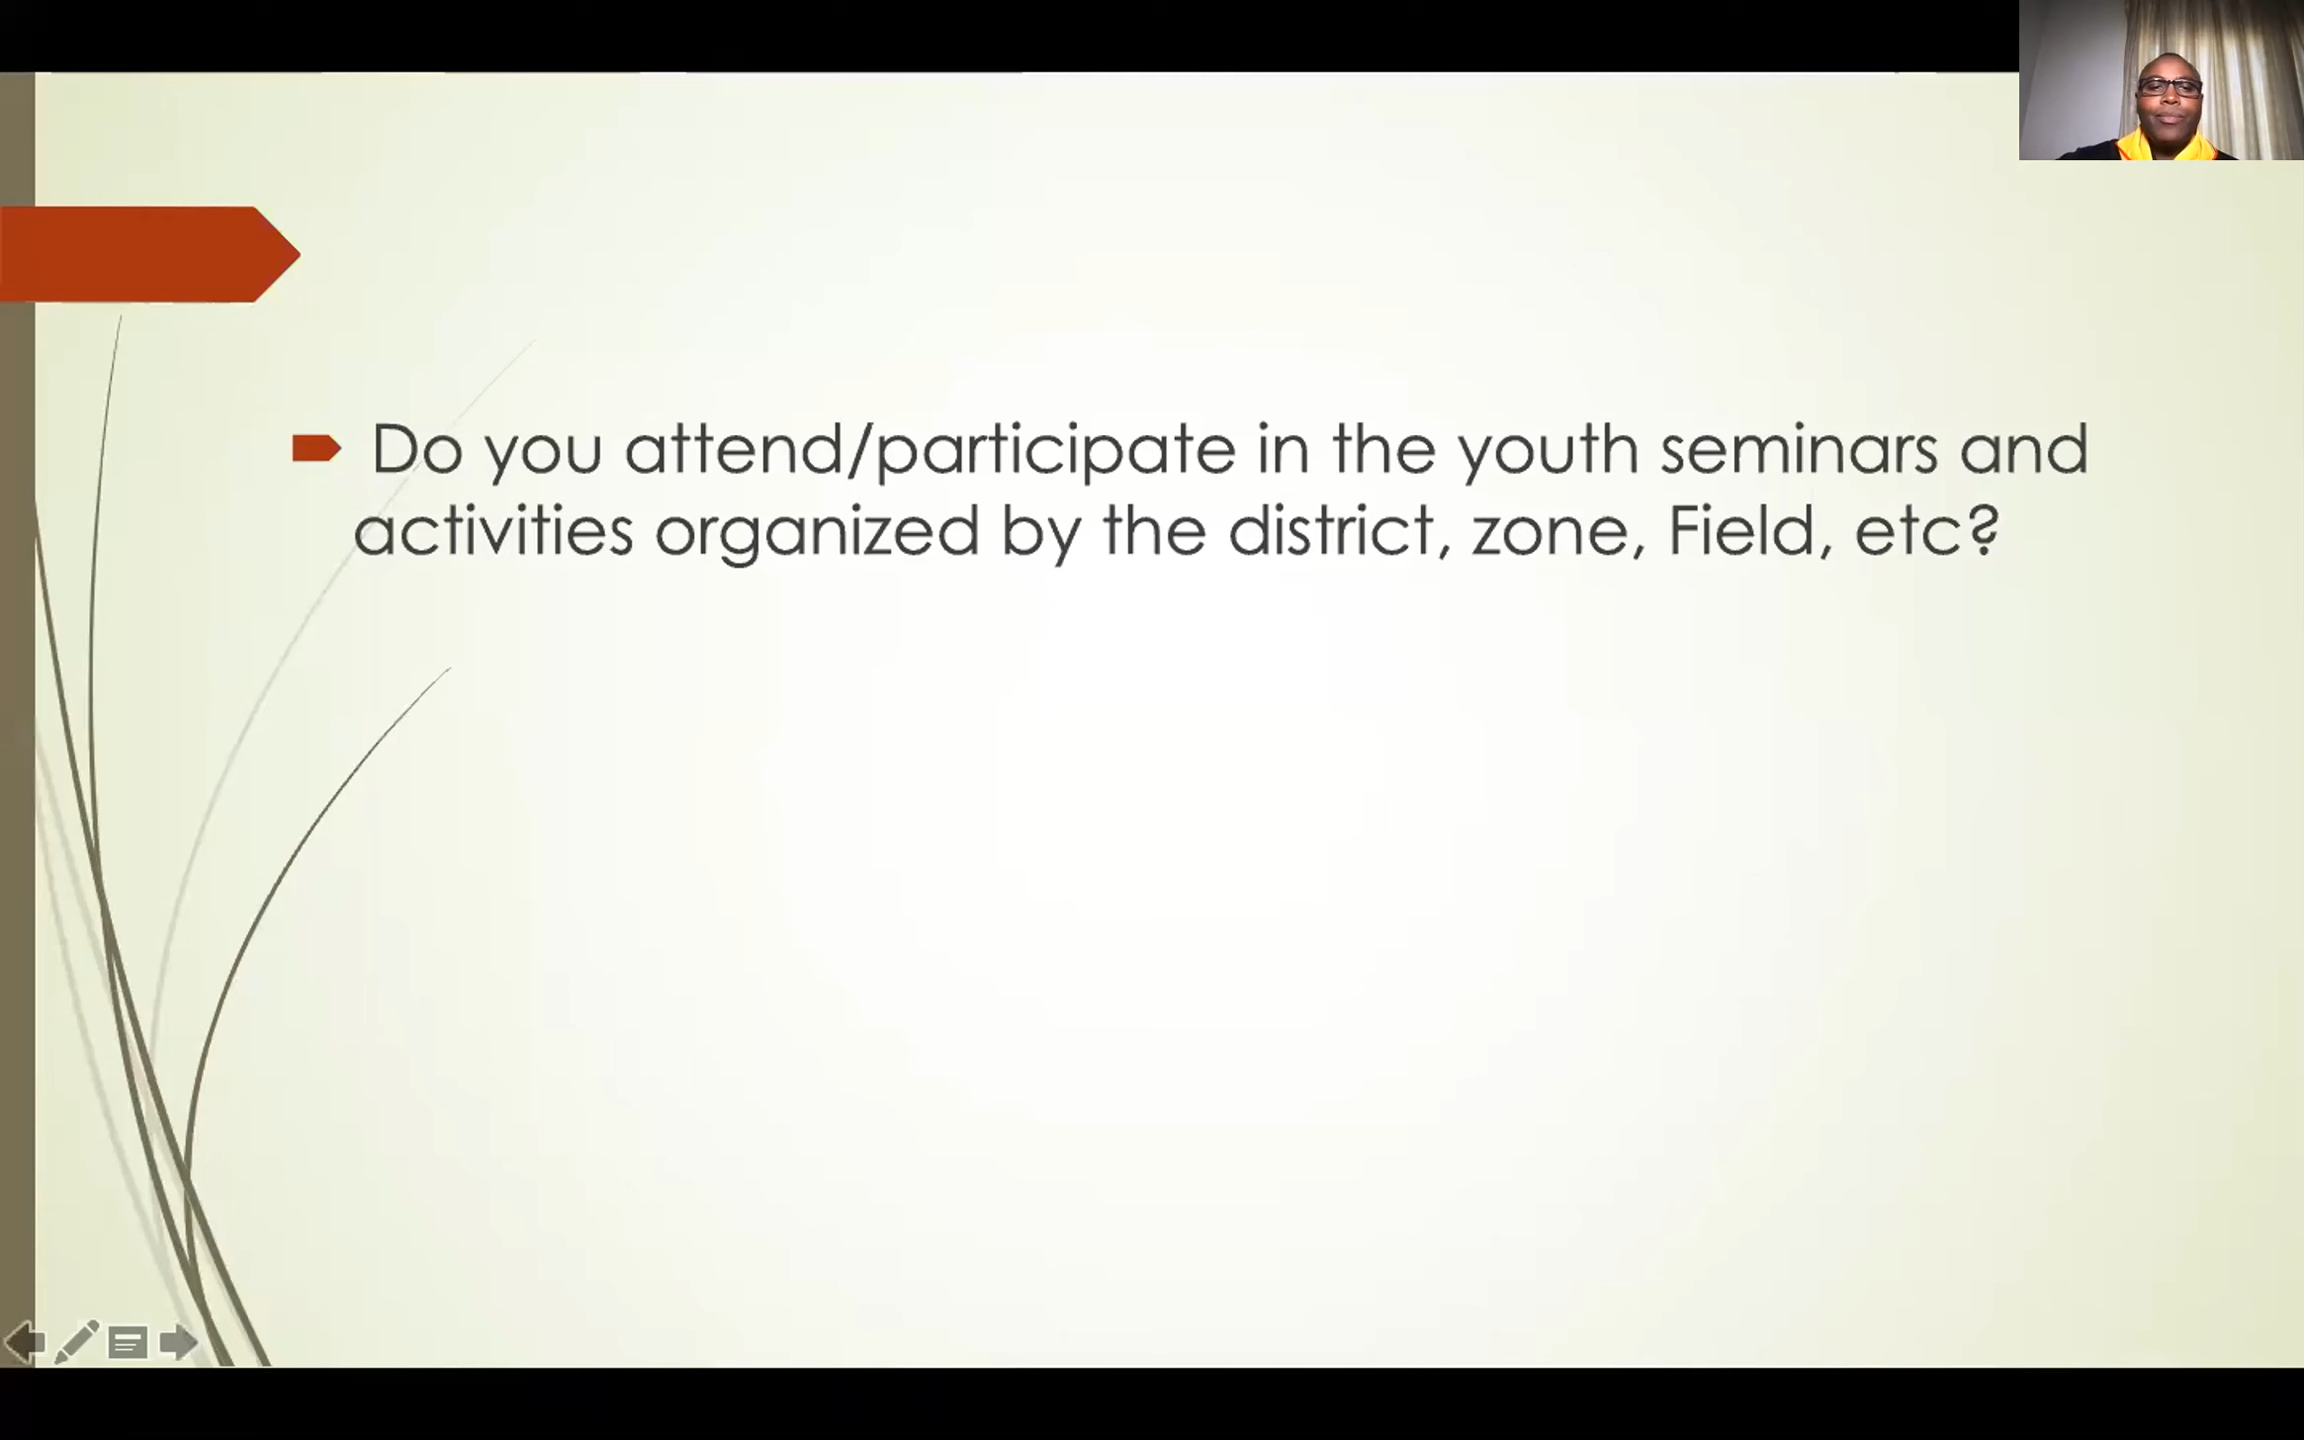 Do you attend/participate in the youth seminars and
activities organized by the district, zone, Field, etc?